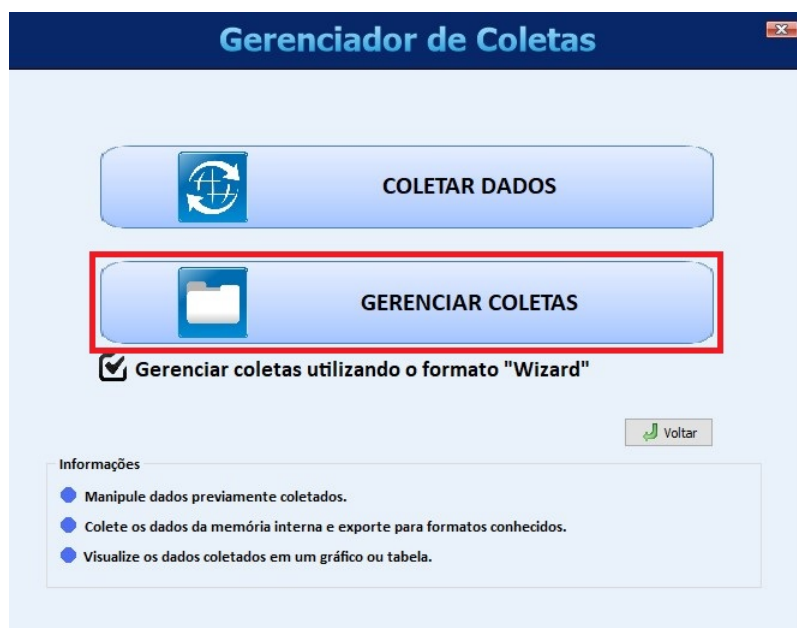 Gerenciador de Coletas
COLETAR DADOS
GERENCIAR COLETAS
Gerenciar coletas utilizando o formato "Wizard"
Voltar
Informações
Manipule dados previamente coletados.
Colete os dados da memória interna e exporte para formatos conhecidos.
Visualize os dados coletados em um gráfico ou tabela.